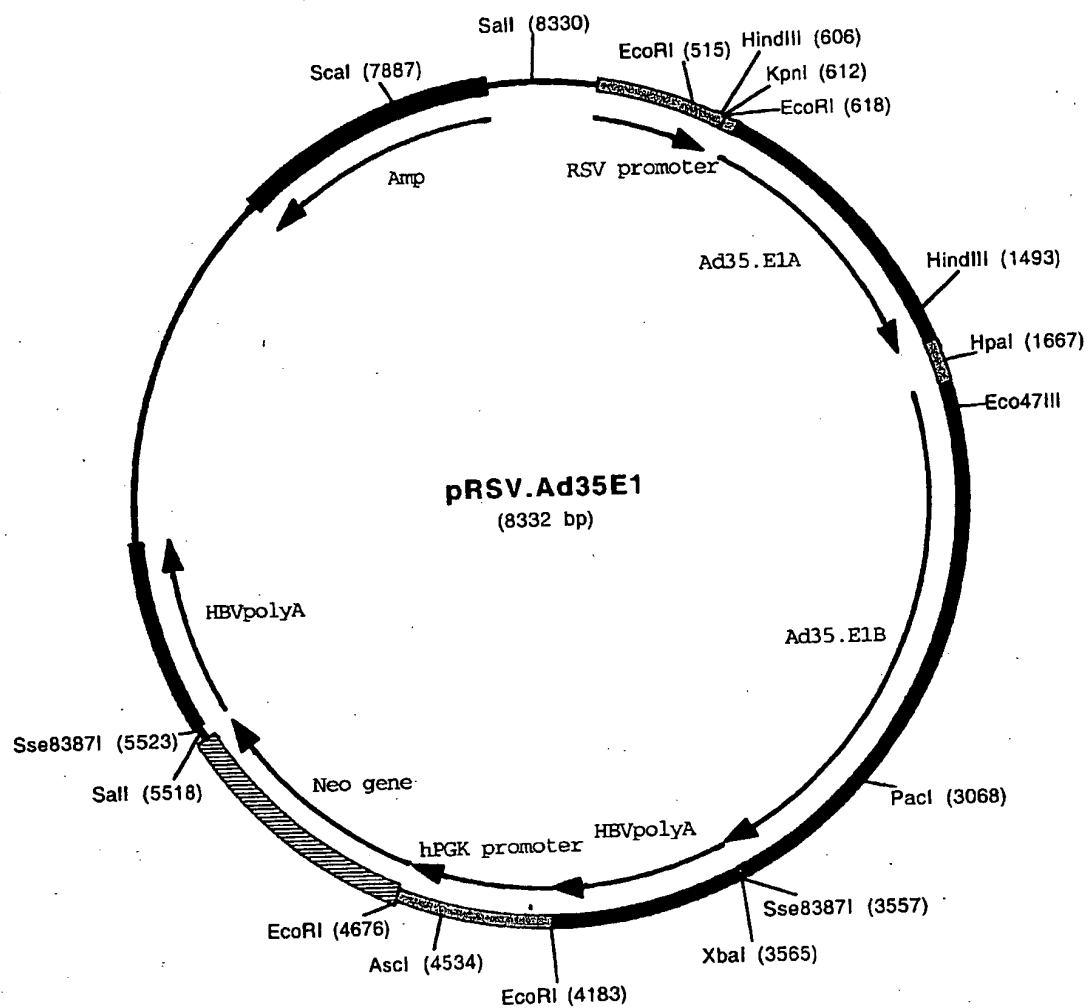 SalI (8330)
EcoRI (515)
HindIII (606)
KpnI (612)
EcoRI (618)
ScaI (7887)
Amp
RSV promoter
Ad35.E1A
HindIII (1493)
HpaI (1667)
Eco47III
pRSV.Ad35E1
(8332 bp)
HBVpolyA
Ad35.E1B
Sse8387I (5523)
SalI (5518)
Neo gene
PacI (3068)
HBVpolyA
hPGK promoter
Sse8387I (3557)
EcoRI (4676)
XbaI (3565)
AscI (4534)
EcoRI (4183)